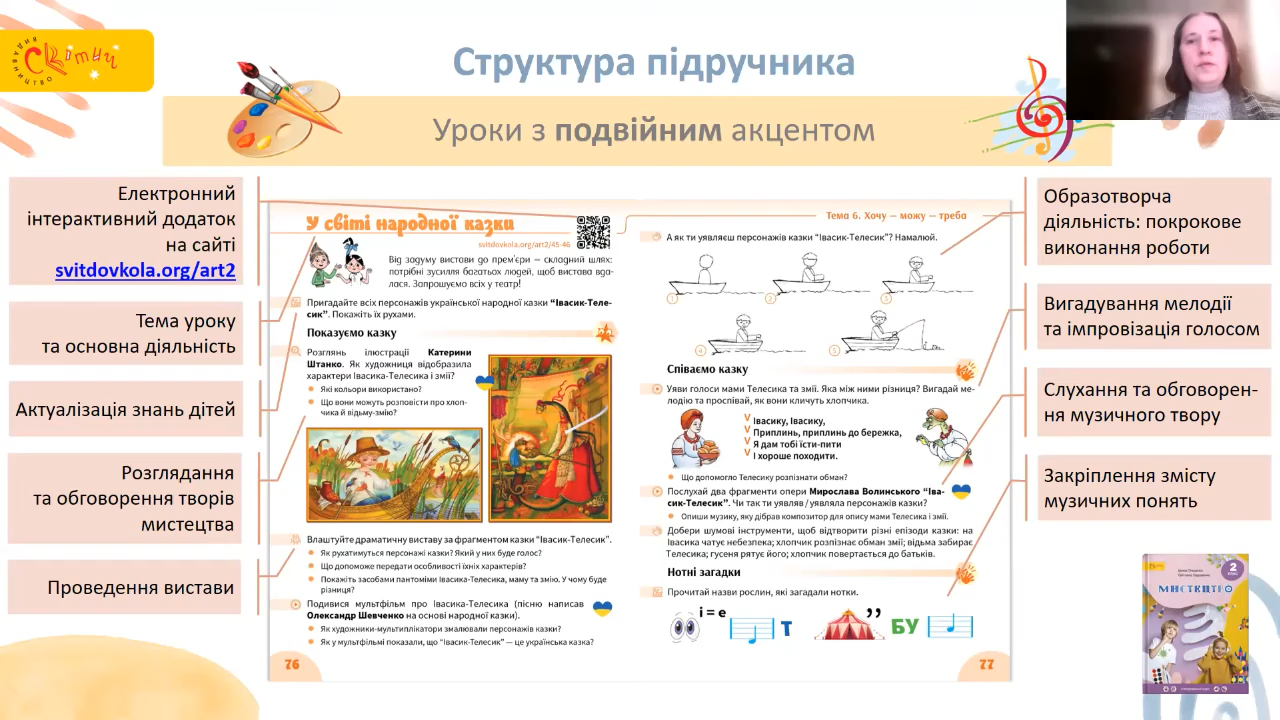 ВИДАВНИЦТВО
Світич
Структура підручника
Уроки з подвійним акцентом
Електронний
інтерактивний додаток
на сайті
svitdovkola.org/art2
Тема уроку
та основна діяльність
Актуалізація знань дітей
Розглядання
та обговорення творів
мистецтва
Проведення вистави
У світі народної казки
svitdovkola.org/art2/45-46
Від задуму вистави до прем'єри — складний шлях:
потрібні зусилля багатьох людей, щоб вистава вда-
лася. Запрошуємо всіх у театр!
Пригадайте всіх персонажів української народної казки "Івасик-Теле-
сик". Покажіть їх рухами.
Показуємо казку
Розглянь ілюстрації Катерини
Штанко. Як художниця відобразила
характери Івасика-Телесика і змії?
Які кольори використано?
Що вони можуть розповісти про хлоп-
чика й відьму-змію?
Влаштуйте драматичну виставу за фрагментом казки "Івасик-Телесик".
Як рухатимуться персонажі казки? Який у них буде голос?
Що допоможе передати особливості їхніх характерів?
Покажіть засобами пантоміми Івасика-Телесика, маму та змію. У чому буде
різниця?
Подивися мультфільм про Івасика-Телесика (пісню написав
Олександр Шевченко на основі народної казки).
Як художники-мультиплікатори змалювали персонажів казки?
Як у мультфільмі показали, що "Івасик-Телесик" — це українська казка?
76
Тема 6. Хочу — можу — треба
А як ти уявляєш персонажів казки "Івасик-Телесик"? Намалюй.
1
2
3
4
5
Співаємо казку
Уяви голоси мами Телесика та змії. Яка між ними різниця? Вигадай ме-
лодію та проспівай, як вони кличуть хлопчика.
V Івасику, Івасику,
V Приплинь, приплинь до бережка,
V Я дам тобі їсти-пити
V І хороше походити.
Що допомогло Телесику розпізнати обман?
Послухай два фрагменти опери Мирослава Волинського "Іва-
сик-Телесик". Чи так ти уявляв / уявляла персонажів казки?
Опиши музику, яку дібрав композитор для опису мами Телесика і змії.
Добери шумові інструменти, щоб відтворити різні епізоди казки: на
Івасика чатує небезпека; хлопчик розпізнає обман змії; відьма забирає
Телесика; гусеня рятує його; хлопчик повертається до батьків.
Нотні загадки
Прочитай назви рослин, які загадали нотки.
і = е
Т
,,
БУ
77
Образотворча
діяльність: покрокове
виконання роботи
Вигадування мелодії
та імпровізація голосом
Слухання та обговорен-
ня музичного твору
Закріплення змісту
музичних понять
2
МИСТЕЦТВО